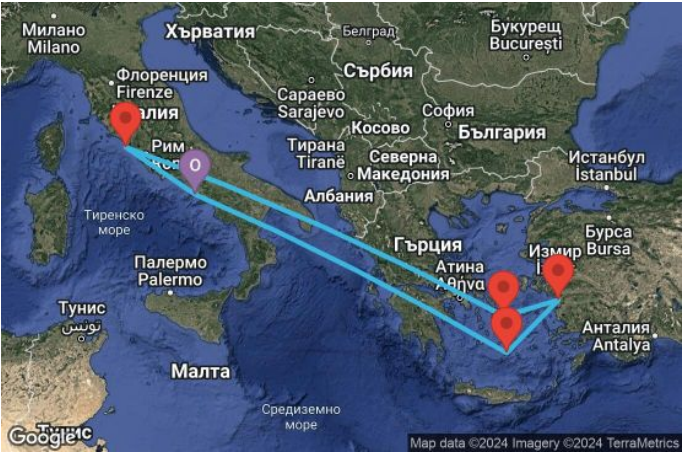 Милано
Milano
Хърватия
Белград
Букурещ
București
Флоренция
Firenze
Сърбия
Сараево
Sarajevo
София
Косово
България
Рим
Тирана
Tiranë
Северна
Македония
Истанбул
İstanbul
O
Албания
Тиренско
море
Бурса
Bursa
Гърция
Измир
Атина
Αθήνα
Палермо
Palermo
Тунис
تونس
Анталия
Antalya
Малта
Средиземно
море
Google
Map data ©2024 Imagery ©2024 TerraMetrics